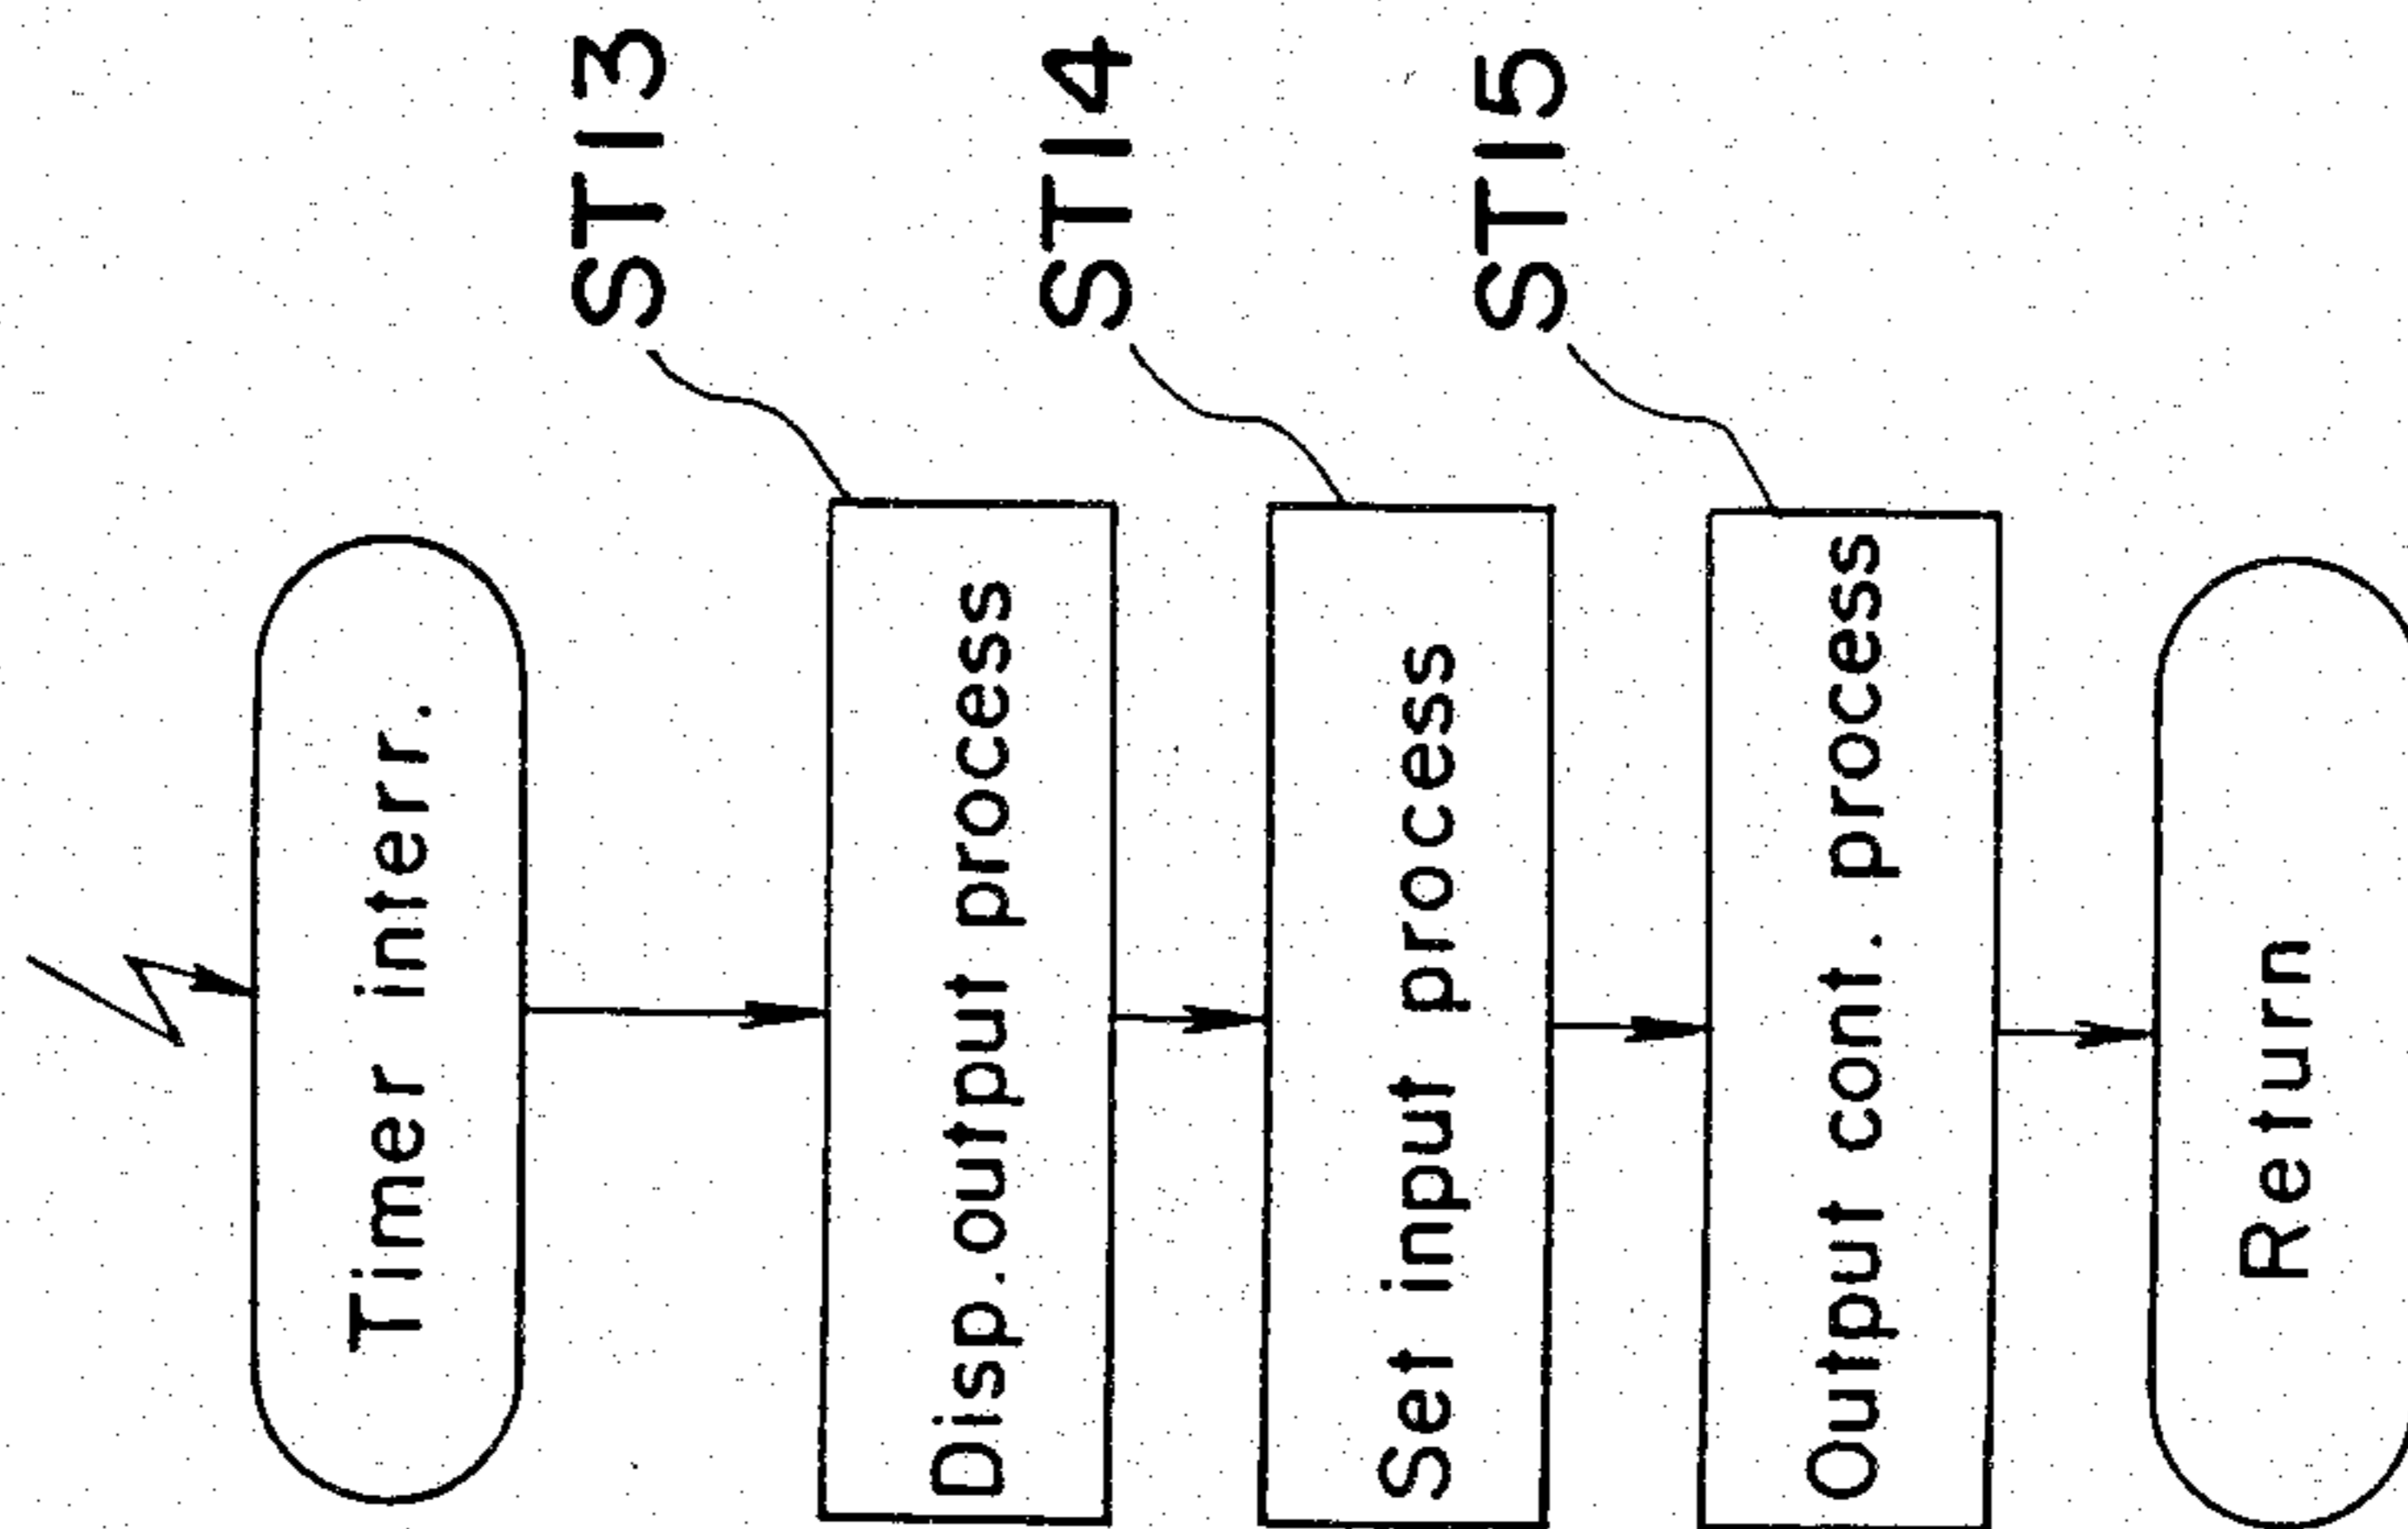 Timer interr.
ST13
Disp.output process
ST14
Set input process
ST15
Output cont. process
Return